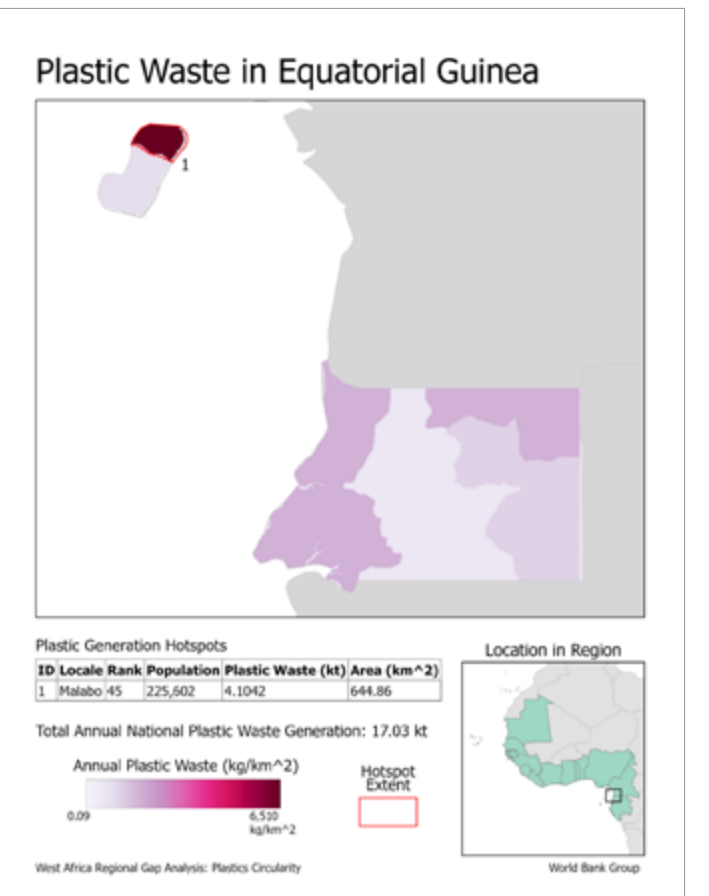 Plastic Waste in Equatorial Guinea
1
Plastic Generation Hotspots
ID Locale Rank Population Plastic Waste (kt) Area (km^2)
1 Malabo 45 225,602 4.1042 644.86
Total Annual National Plastic Waste Generation: 17.03 kt
Annual Plastic Waste (kg/km^2)
0.09
6,510
kg/km^2
Hotspot
Extent
Location in Region
West Africa Regional Gap Analysis: Plastics Circularity
World Bank Group